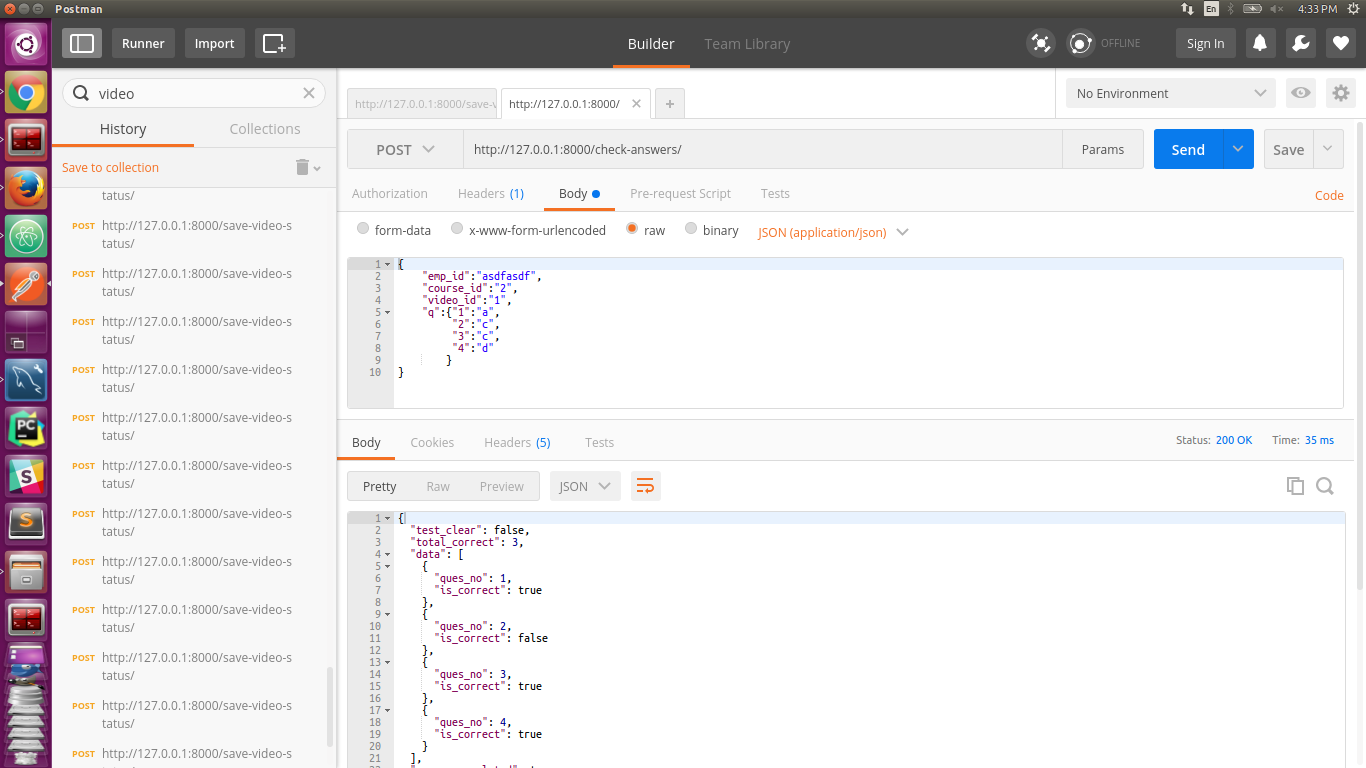 Postman
En
4:33 PM
Runner
Import
Builder
Team Library
OFFLINE
Sign In
video
History
Collections
Save to collection
tatus/
POST http://127.0.0.1:8000/save-video-s
tatus/
POST http://127.0.0.1:8000/save-video-s
tatus/
POST http://127.0.0.1:8000/save-video-s
tatus/
POST http://127.0.0.1:8000/save-video-s
tatus/
POST http://127.0.0.1:8000/save-video-s
tatus/
POST http://127.0.0.1:8000/save-video-s
tatus/
POST http://127.0.0.1:8000/save-video-s
tatus/
POST http://127.0.0.1:8000/save-video-s
tatus/
POST http://127.0.0.1:8000/save-video-s
tatus/
POST http://127.0.0.1:8000/save-video-s
tatus/
POST http://127.0.0.1:8000/save-video-s
tatus/
POST http://127.0.0.1:8000/save-video-s
http://127.0.0.1:8000/save-v
http://127.0.0.1:8000/
No Environment
POST
http://127.0.0.1:8000/check-answers/
Params
Send
Save
Authorization
Headers (1)
Body
Pre-request Script
Tests
Code
form-data
x-www-form-urlencoded
raw
binary
JSON (application/json)
1 {
2 "emp_id":"asdfasdf",
3 "course_id":"2",
4 "video_id":"1",
5 "q":{"1":"a",
6 "2":"c",
7 "3":"c",
8 "4":"d"
9 }
10 }
Body
Cookies
Headers (5)
Tests
Status: 200 OK
Time: 35 ms
Pretty
Raw
Preview
JSON
1 {
2 "test_clear": false,
3 "total_correct": 3,
4 "data": [
5 {
6 "ques_no": 1,
7 "is_correct": true
8 },
9 {
10 "ques_no": 2,
11 "is_correct": false
12 },
13 {
14 "ques_no": 3,
15 "is_correct": true
16 },
17 {
18 "ques_no": 4,
19 "is_correct": true
20 }
21 ],
PC
S
S